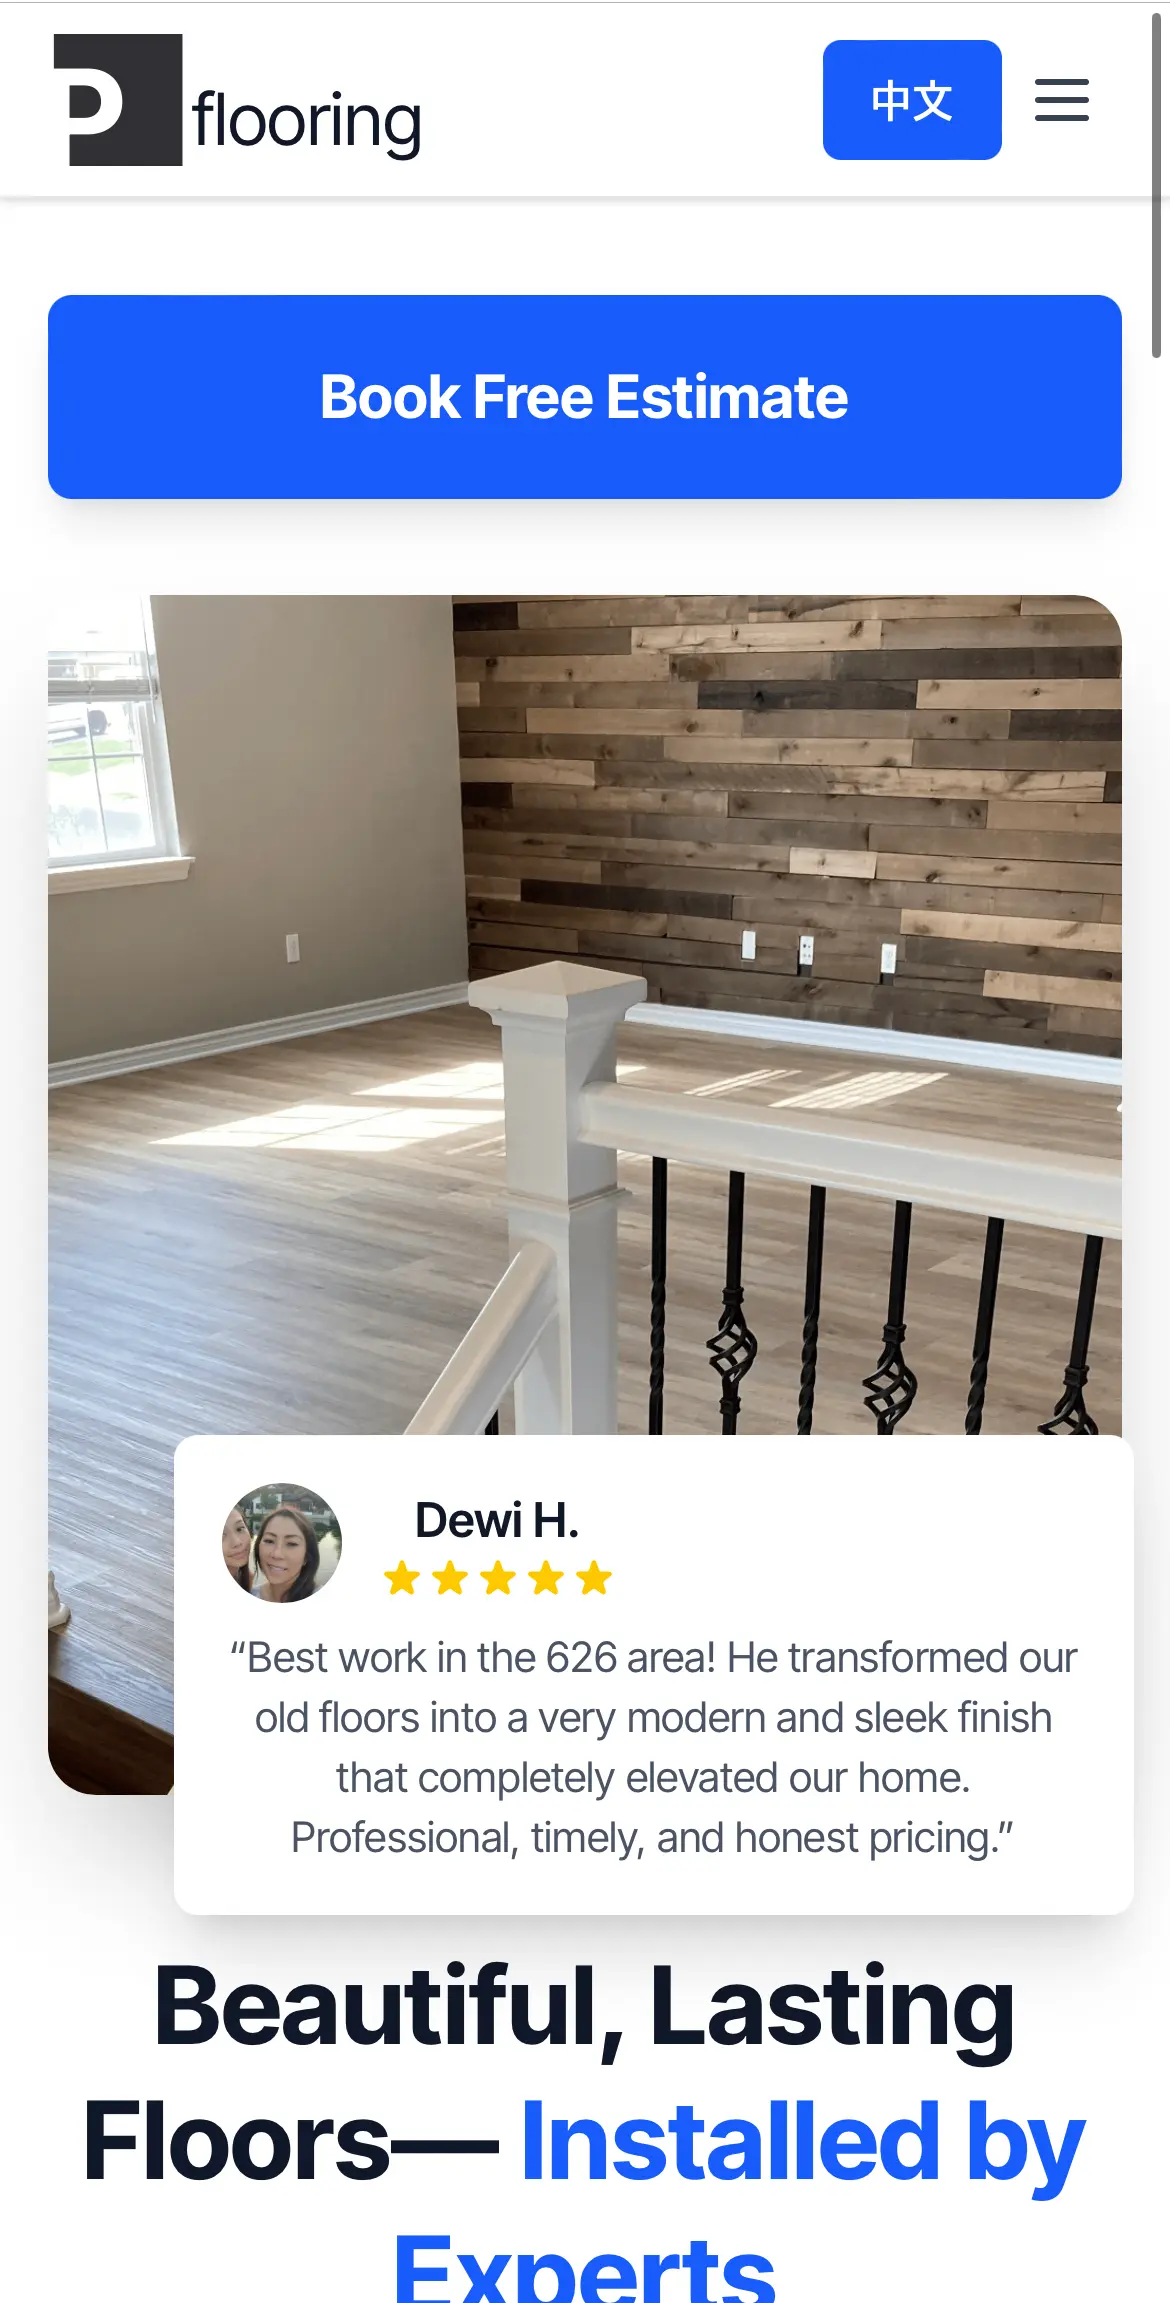 P flooring
中文
Book Free Estimate
Dewi H.
“Best work in the 626 area! He transformed our
old floors into a very modern and sleek finish
that completely elevated our home.
Professional, timely, and honest pricing.”
Beautiful, Lasting
Floors— Installed by
Experts